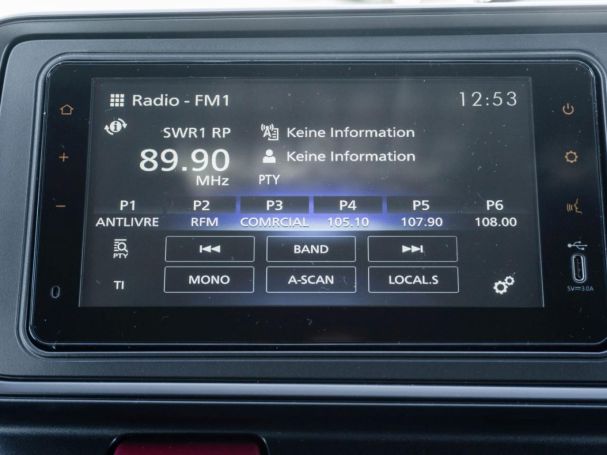 Radio - FM1 12:53
SWR1 RP Keine Information
89.90 Keine Information
MHz PTY
P1 P2 P3 P4 P5 P6
ANTLIVRE RFM COMRCIAL 105.10 107.90 108.00
PTY BAND
TI MONO A-SCAN LOCAL.S
5V⎓3.0A